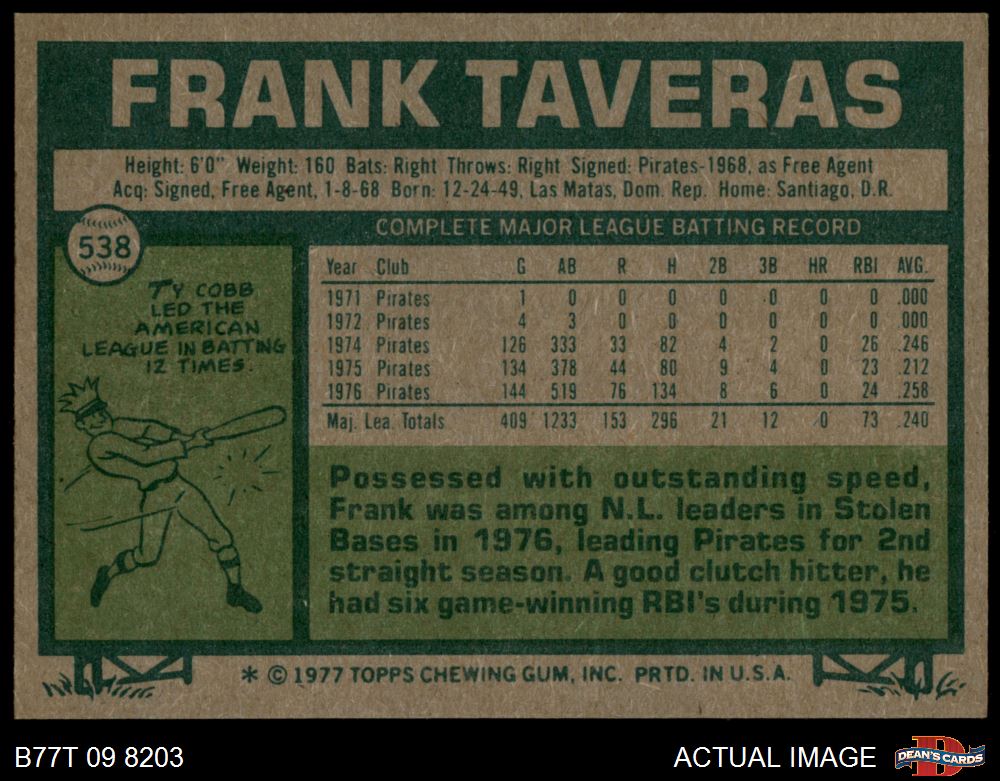 FRANK TAVERAS
Height: 6'0" Weight: 160 Bats: Right Throws: Right Signed: Pirates-1968, as Free Agent
Acq: Signed, Free Agent, 1-8-68 Born: 12-24-49, Las Matas, Dom. Rep. Home: Santiago, D.R.
538
TY COBB
LED THE
AMERICAN
LEAGUE IN BATTING
12 TIMES.
COMPLETE MAJOR LEAGUE BATTING RECORD
Year Club G AB R H 2B 3B HR RBI AVG.
1971 Pirates 1 0 0 0 0 0 0 0 .000
1972 Pirates 4 3 0 0 0 0 0 0 .000
1974 Pirates 126 333 33 82 4 2 0 26 .246
1975 Pirates 134 378 44 80 9 4 0 23 .212
1976 Pirates 144 519 76 134 8 6 0 24 .258
Maj. Lea. Totals 409 1233 153 296 21 12 0 73 .240
Possessed with outstanding speed,
Frank was among N.L. leaders in Stolen
Bases in 1976, leading Pirates for 2nd
straight season. A good clutch hitter, he
had six game-winning RBI's during 1975.
* © 1977 TOPPS CHEWING GUM, INC. PRTD. IN U.S.A.
B77T 09 8203
ACTUAL IMAGE
D
DEAN'S CARDS